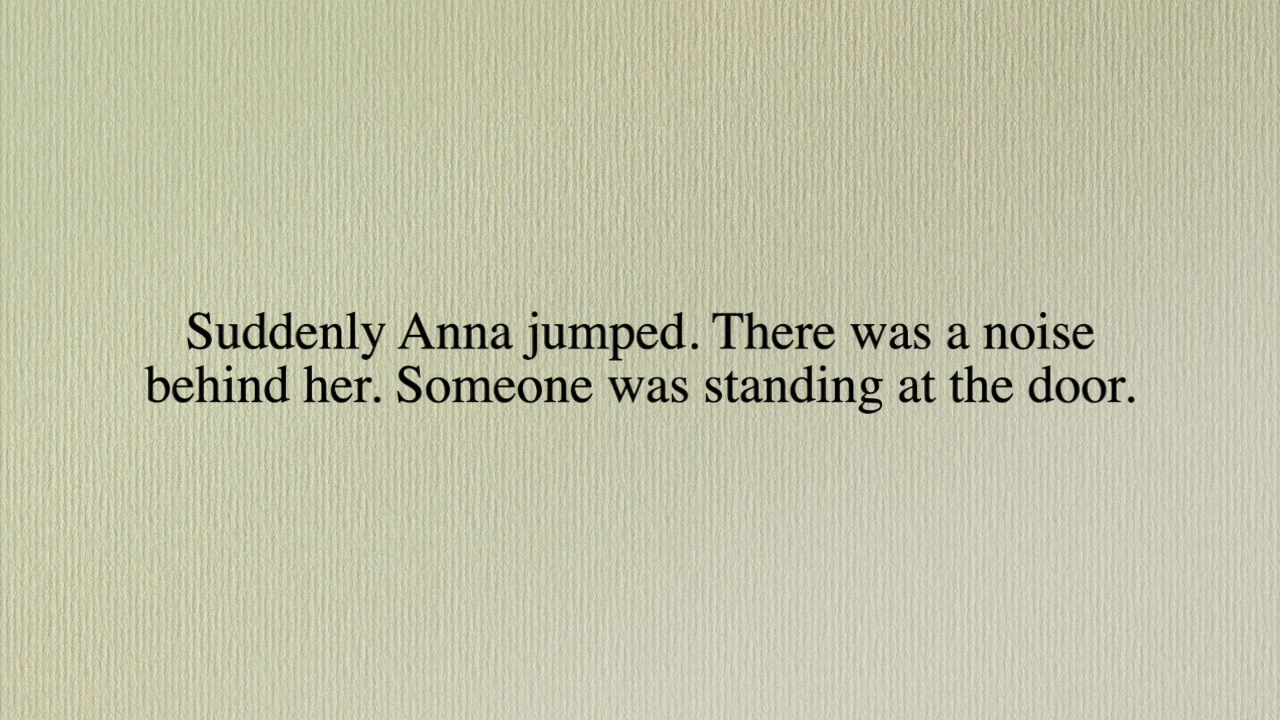 Suddenly Anna jumped. There was a noise
behind her. Someone was standing at the door.